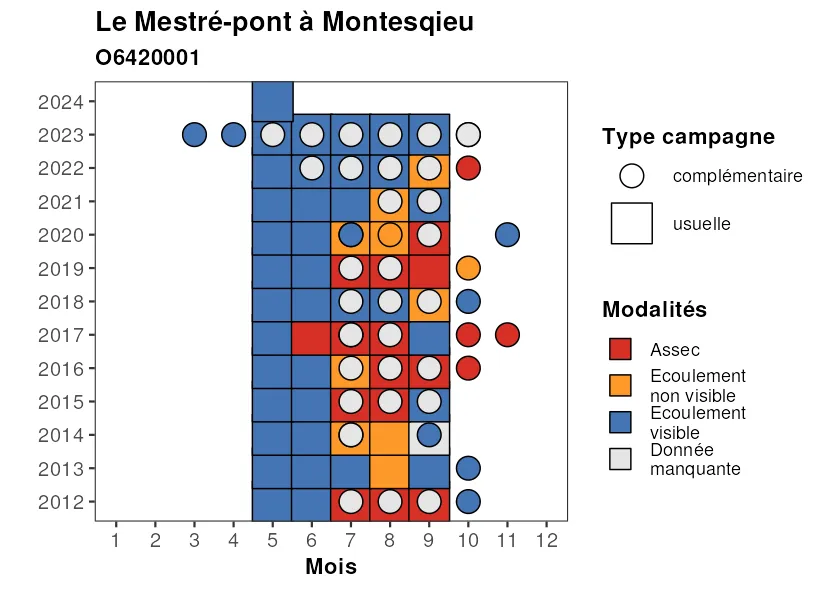 Le Mestré-pont à Montesqieu
O6420001
2024
2023
2022
2021
2020
2019
2018
2017
2016
2015
2014
2013
2012
1 2 3 4 5 6 7 8 9 10 11 12
Mois
Type campagne
complémentaire
usuelle
Modalités
Assec
Ecoulement
non visible
Ecoulement
visible
Donnée
manquante